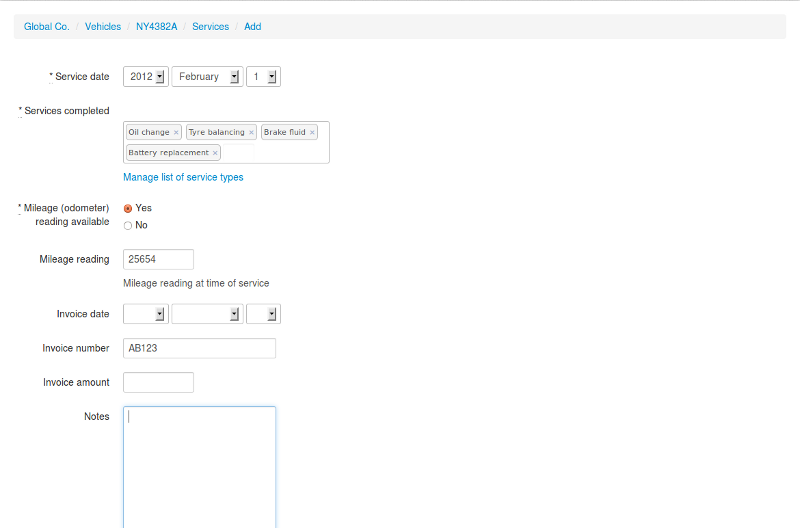 Global Co. / Vehicles / NY4382A / Services / Add
* Service date 2012 February 1
* Services completed
Oil change × Tyre balancing × Brake fluid ×
Battery replacement ×
Manage list of service types
* Mileage (odometer) reading available
Yes
No
Mileage reading 25654
Mileage reading at time of service
Invoice date
Invoice number AB123
Invoice amount
Notes